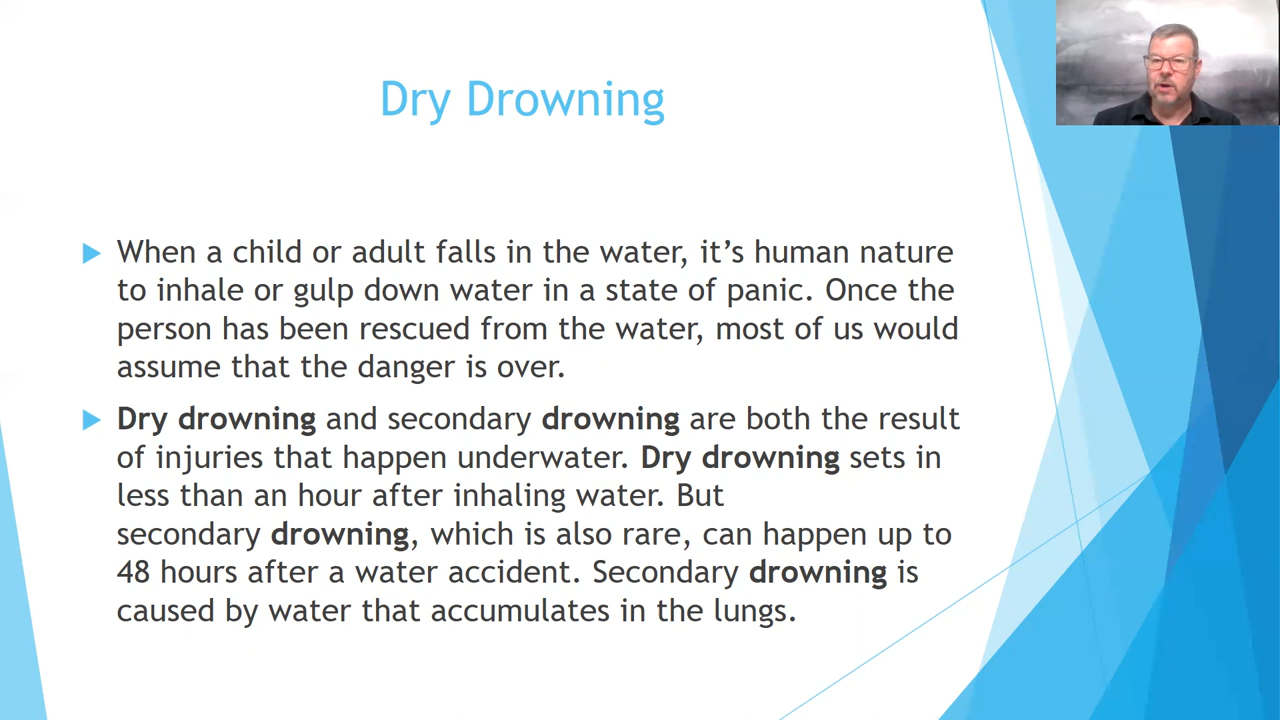 Dry Drowning
When a child or adult falls in the water, it’s human nature
to inhale or gulp down water in a state of panic. Once the
person has been rescued from the water, most of us would
assume that the danger is over.
Dry drowning and secondary drowning are both the result
of injuries that happen underwater. Dry drowning sets in
less than an hour after inhaling water. But
secondary drowning, which is also rare, can happen up to
48 hours after a water accident. Secondary drowning is
caused by water that accumulates in the lungs.